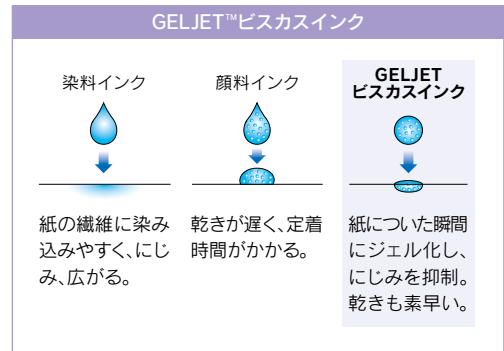 GELJET™ビスカスインク
染料インク
紙の繊維に染み
込みやすく、にじ
み、広がる。
顔料インク
乾きが遅く、定着
時間がかかる。
GELJET
ビスカスインク
紙についた瞬間
にジェル化し、
にじみを抑制。
乾きも素早い。